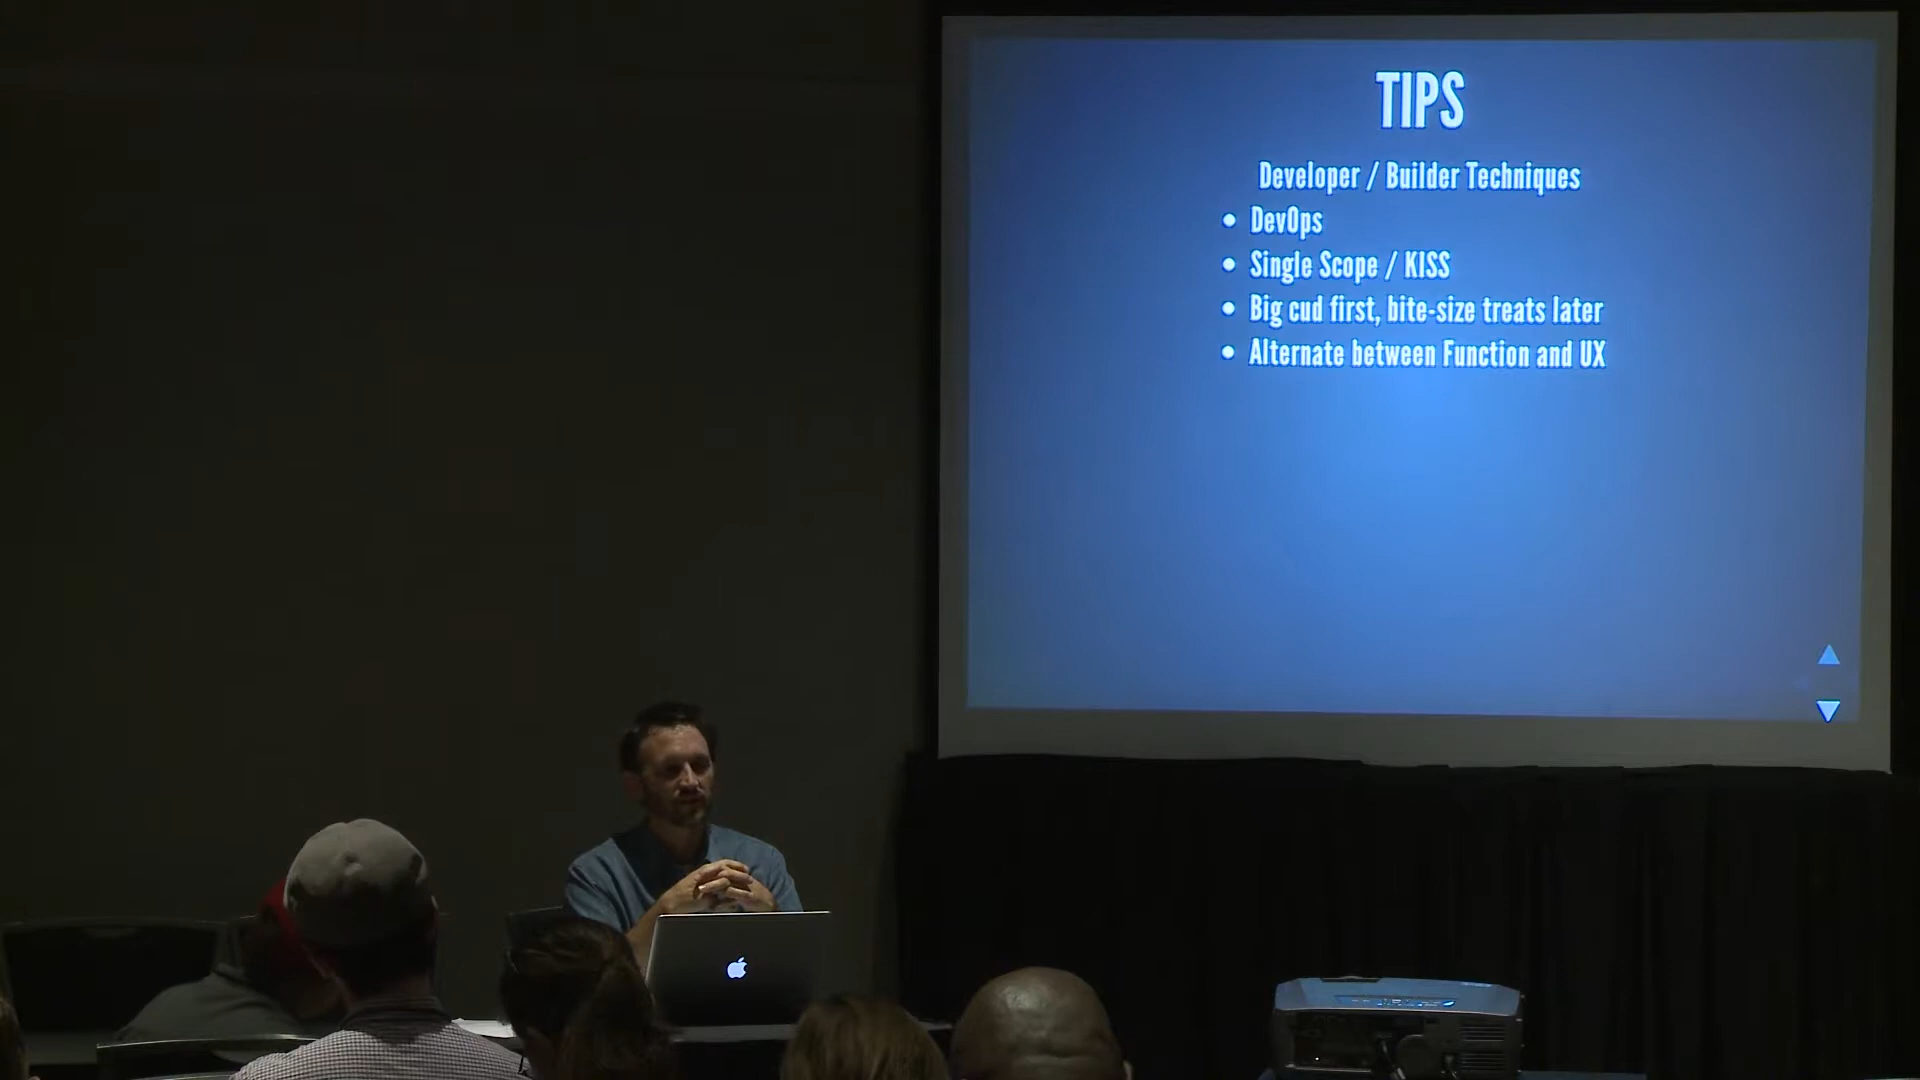 TIPS
Developer / Builder Techniques
• DevOps
• Single Scope / KISS
• Big cud first, bite-size treats later
• Alternate between Function and UX